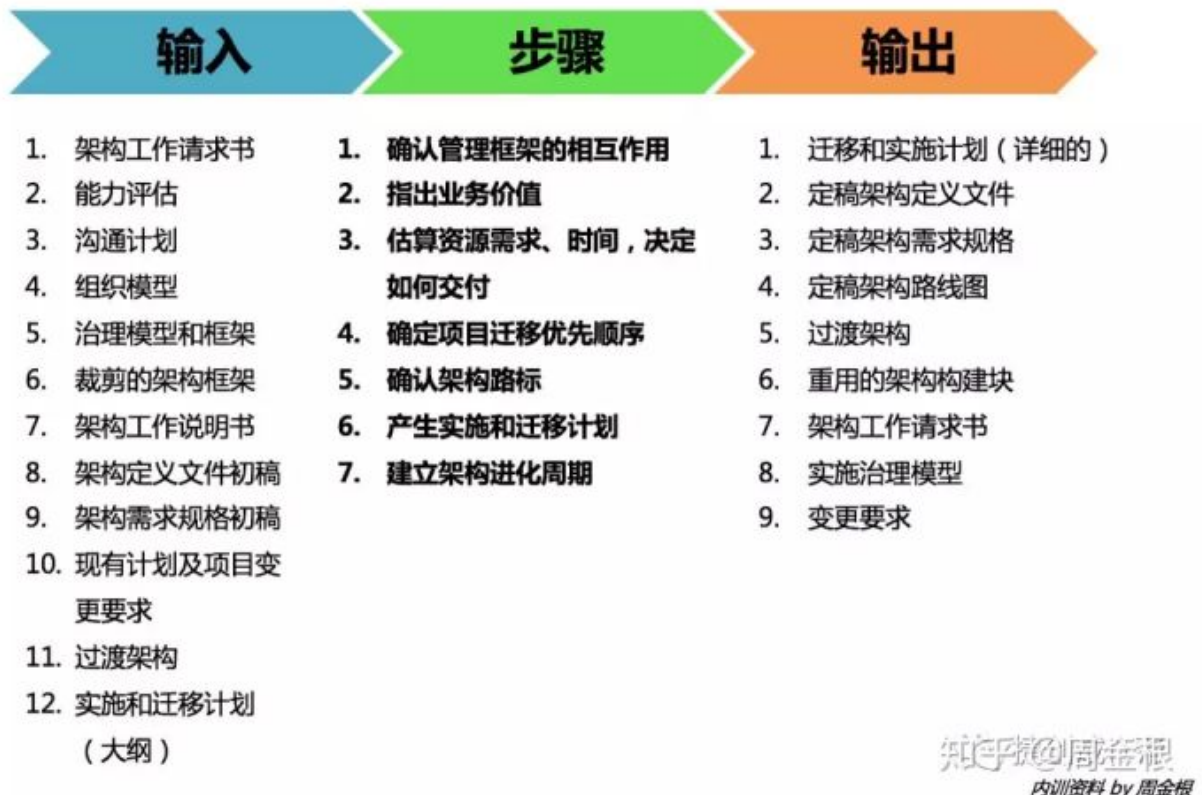 输入
步骤
输出
1. 架构工作请求书
2. 能力评估
3. 沟通计划
4. 组织模型
5. 治理模型和框架
6. 裁剪的架构框架
7. 架构工作说明书
8. 架构定义文件初稿
9. 架构需求规格初稿
10. 现有计划及项目变
更要求
11. 过渡架构
12. 实施和迁移计划
（大纲）
1. 确认管理框架的相互作用
2. 指出业务价值
3. 估算资源需求、时间，决定
如何交付
4. 确定项目迁移优先顺序
5. 确认架构路标
6. 产生实施和迁移计划
7. 建立架构进化周期
1. 迁移和实施计划（详细的）
2. 定稿架构定义文件
3. 定稿架构需求规格
4. 定稿架构路线图
5. 过渡架构
6. 重用的架构构建块
7. 架构工作请求书
8. 实施治理模型
9. 变更要求
知乎 @周金根
内训资料 by 周金根